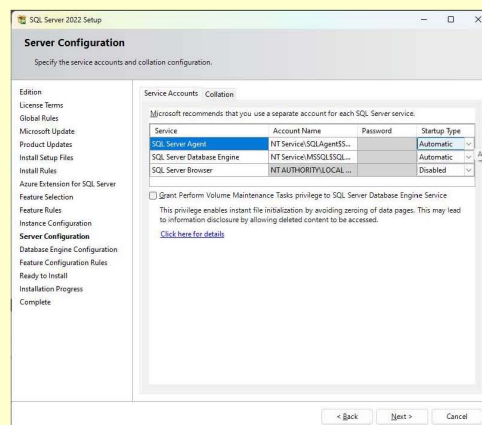 SQL Server 2022 Setup
Server Configuration
Specify the service accounts and collation configuration.
Edition
License Terms
Global Rules
Microsoft Update
Product Updates
Install Setup Files
Install Rules
Azure Extension for SQL Server
Feature Selection
Feature Rules
Instance Configuration
Server Configuration
Database Engine Configuration
Feature Configuration Rules
Ready to Install
Installation Progress
Complete
Service Accounts Collation
Microsoft recommends that you use a separate account for each SQL Server service.
Service Account Name Password Startup Type
SQL Server Agent NT Service\SQLAgent$S... Automatic
SQL Server Database Engine NT Service\MSSQL$SQL... Automatic
SQL Server Browser NT AUTHORITY\LOCAL ... Disabled
Grant Perform Volume Maintenance Tasks privilege to SQL Server Database Engine Service
This privilege enables instant file initialization by avoiding zeroing of data pages. This may lead
to information disclosure by allowing deleted content to be accessed.
Click here for details
< Back Next > Cancel